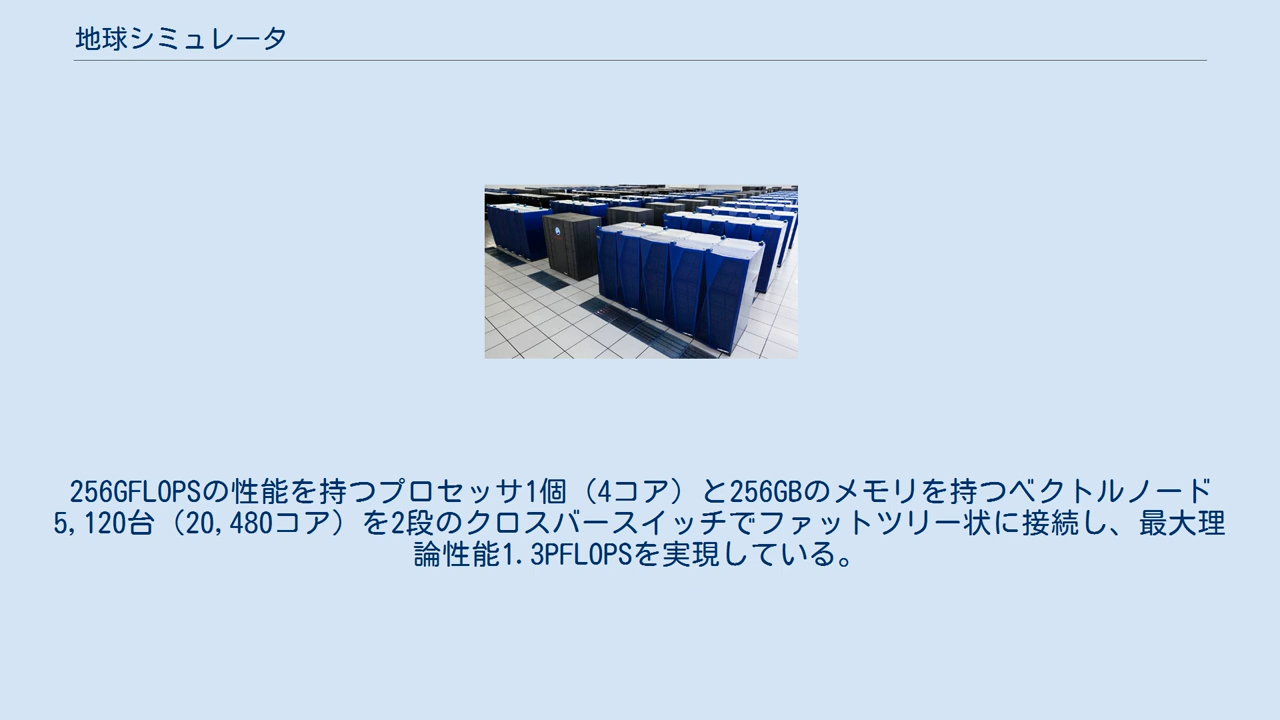 地球シミュレータ
256GFLOPSの性能を持つプロセッサ1個（4コア）と256GBのメモリを持つベクトルノード
5,120台（20,480コア）を2段のクロスバースイッチでファットツリー状に接続し、最大理
論性能1.3PFLOPSを実現している。